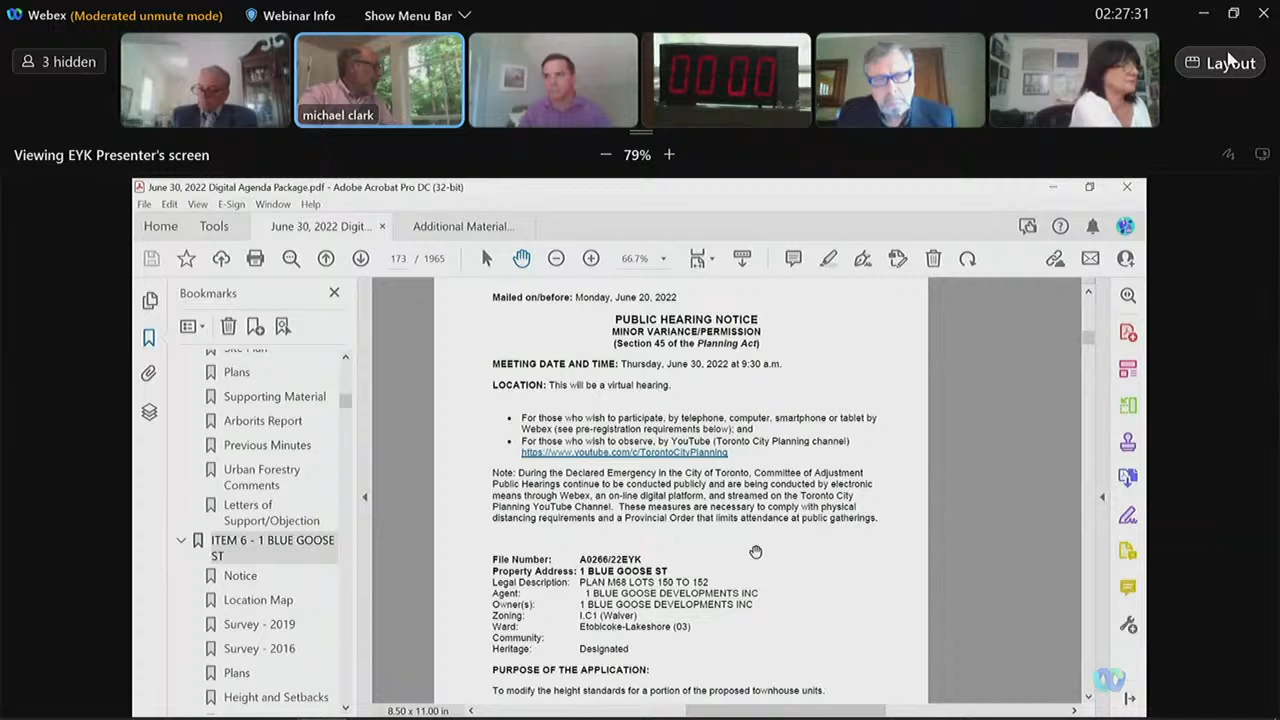 Webex (Moderated unmute mode) Webinar Info Show Menu Bar 02:27:31
3 hidden
michael clark
00 00
Layout
Viewing EYK Presenter's screen
79%
June 30, 2022 Digital Agenda Package.pdf - Adobe Acrobat Pro DC (32-bit)
File Edit View E-Sign Window Help
Home Tools June 30, 2022 Digit... × Additional Material...
173 / 1965 66.7%
Bookmarks
Site Plan
Plans
Supporting Material
Arborits Report
Previous Minutes
Urban Forestry
Comments
Letters of
Support/Objection
ITEM 6 - 1 BLUE GOOSE
ST
Notice
Location Map
Survey - 2019
Survey - 2016
Plans
Height and Setbacks
Mailed on/before: Monday, June 20, 2022
PUBLIC HEARING NOTICE
MINOR VARIANCE/PERMISSION
(Section 45 of the Planning Act)
MEETING DATE AND TIME: Thursday, June 30, 2022 at 9:30 a.m.
LOCATION: This will be a virtual hearing.
• For those who wish to participate, by telephone, computer, smartphone or tablet by
Webex (see pre-registration requirements below); and
• For those who wish to observe, by YouTube (Toronto City Planning channel)
https://www.youtube.com/c/TorontoCityPlanning
Note: During the Declared Emergency in the City of Toronto, Committee of Adjustment
Public Hearings continue to be conducted publicly and are being conducted by electronic
means through Webex, an on-line digital platform, and streamed on the Toronto City
Planning YouTube Channel. These measures are necessary to comply with physical
distancing requirements and a Provincial Order that limits attendance at public gatherings.
File Number: A0266/22EYK
Property Address: 1 BLUE GOOSE ST
Legal Description: PLAN M68 LOTS 150 TO 152
Agent: 1 BLUE GOOSE DEVELOPMENTS INC
Owner(s): 1 BLUE GOOSE DEVELOPMENTS INC
Zoning: I.C1 (Waiver)
Ward: Etobicoke-Lakeshore (03)
Community:
Heritage: Designated
PURPOSE OF THE APPLICATION:
To modify the height standards for a portion of the proposed townhouse units.
8.50 x 11.00 in